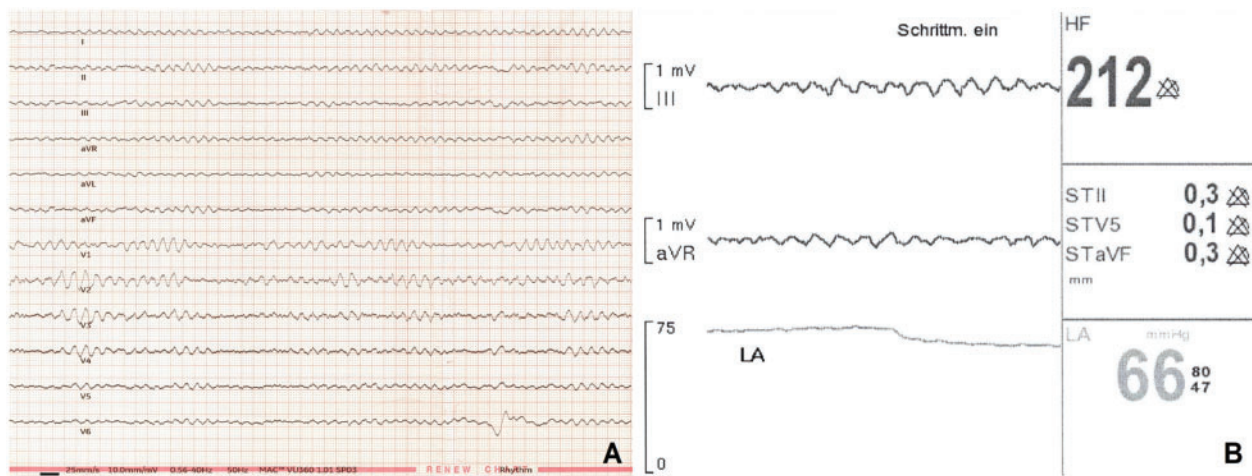 I
II
III
aVR
aVL
aVF
V1
V2
V3
V4
V5
V6
25mm/s 10.0mm/mV 0.56-40Hz 50Hz MAC™ VU360 1.01 SP03 RENEW Rhythm
A
Schrittm. ein
1 mV
III
1 mV
aVR
75
LA
0
HF
212
STII 0,3
STV5 0,1
STaVF 0,3
mm
LA mmHg
66 80
47
B